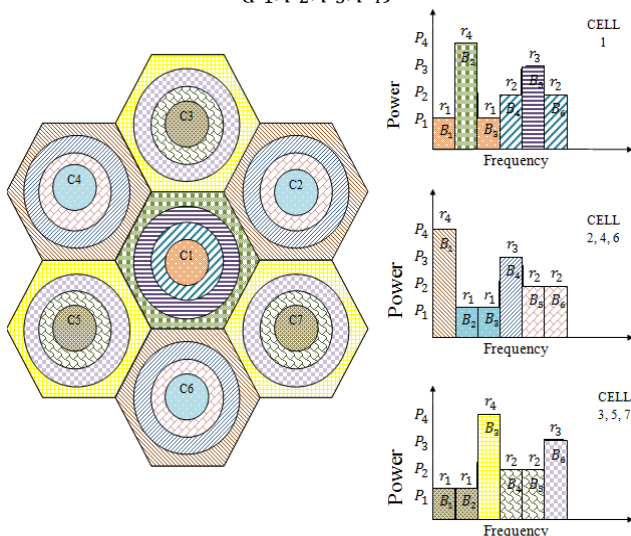 C3
C4
C2
C1
C5
C7
C6
CELL
1
Power
P₄
P₃
P₂
P₁
r₁ r₄ r₁ r₂ r₃ r₂
B₁ B₂ B₃ B₄ B₅ B₆
Frequency
CELL
2, 4, 6
Power
P₄
P₃
P₂
P₁
r₄ r₁ r₁ r₃ r₂ r₂
B₁ B₂ B₃ B₄ B₅ B₆
Frequency
CELL
3, 5, 7
Power
P₄
P₃
P₂
P₁
r₁ r₁ r₄ r₂ r₂ r₃
B₁ B₂ B₃ B₄ B₅ B₆
Frequency